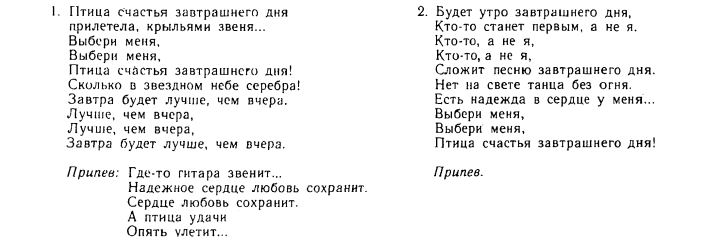 1. Птица счастья завтрашнего дня
прилетела, крыльями звеня...
Выбери меня,
Выбери меня,
Птица счастья завтрашнего дня!
Сколько в звездном небе серебра!
Завтра будет лучше, чем вчера.
Лучше, чем вчера,
Лучше, чем вчера,
Завтра будет лучше, чем вчера.
Припев: Где-то гитара звенит...
Надежное сердце любовь сохранит.
Сердце любовь сохранит.
А птица удачи
Опять улетит...
2. Будет утро завтрашнего дня,
Кто-то станет первым, а не я.
Кто-то, а не я,
Кто-то, а не я,
Сложит песню завтрашнего дня.
Нет на свете танца без огня.
Есть надежда в сердце у меня...
Выбери меня,
Выбери меня,
Птица счастья завтрашнего дня!
Припев.